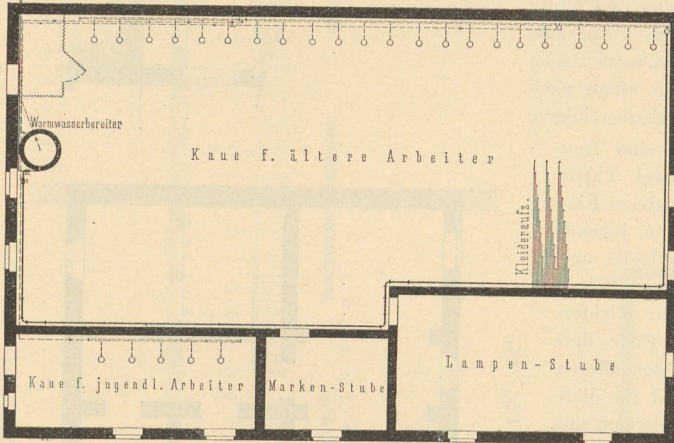 Warmwasserbereiter
Kaue f. ältere Arbeiter
Kleideraufz.
Lampen-Stube
Kaue f. jugendl. Arbeiter
Marken-Stube